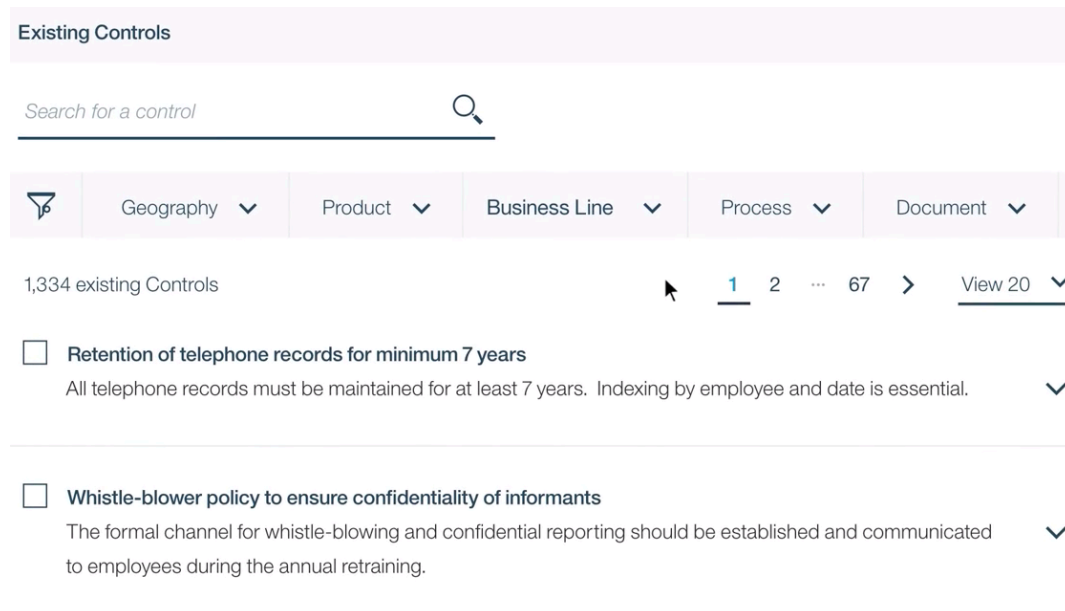 Existing Controls
Search for a control
Geography Product Business Line Process Document
1,334 existing Controls 1 2 ... 67 View 20
Retention of telephone records for minimum 7 years
All telephone records must be maintained for at least 7 years. Indexing by employee and date is essential.
Whistle-blower policy to ensure confidentiality of informants
The formal channel for whistle-blowing and confidential reporting should be established and communicated
to employees during the annual retraining.